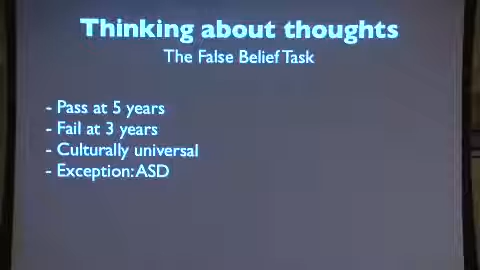 Thinking about thoughts
The False Belief Task
- Pass at 5 years
- Fail at 3 years
- Culturally universal
- Exception: ASD